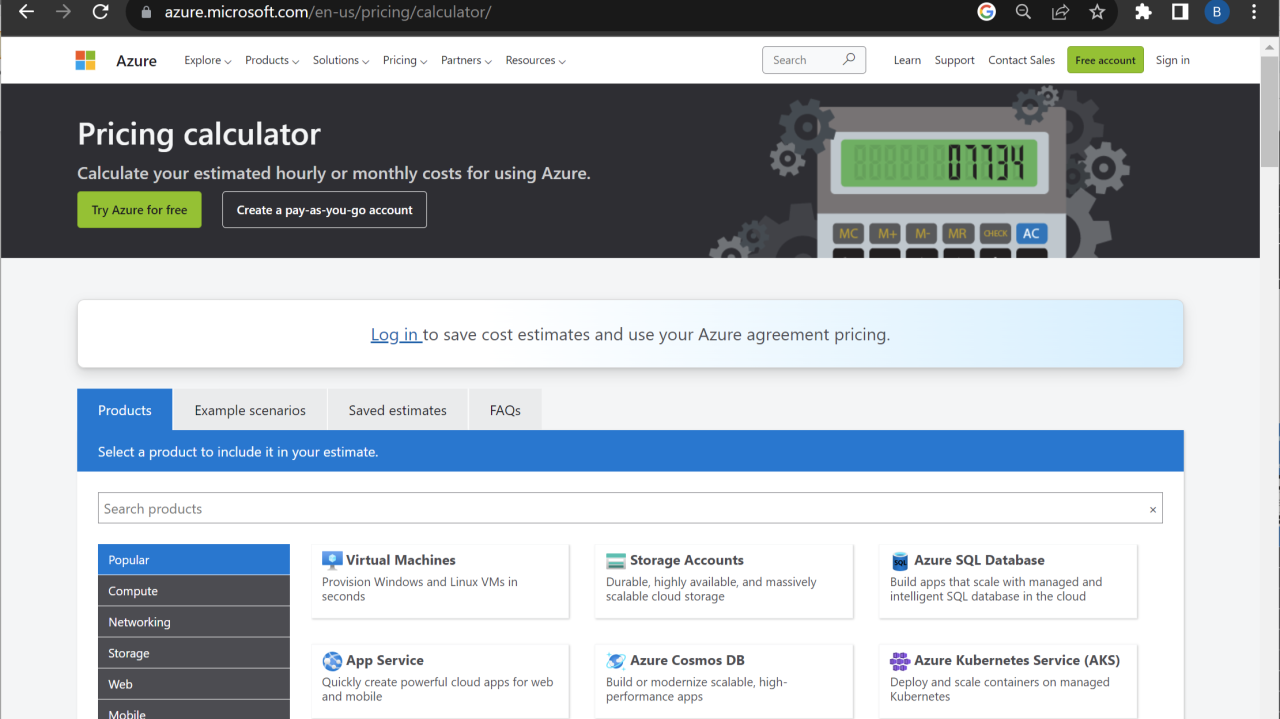 azure.microsoft.com/en-us/pricing/calculator/
B
Azure
Explore
Products
Solutions
Pricing
Partners
Resources
Search
Learn
Support
Contact Sales
Free account
Sign in
Pricing calculator
Calculate your estimated hourly or monthly costs for using Azure.
Try Azure for free
Create a pay-as-you-go account
07734
MC
M+
M-
MR
CHECK
AC
Log in to save cost estimates and use your Azure agreement pricing.
Products
Example scenarios
Saved estimates
FAQs
Select a product to include it in your estimate.
Search products
×
Popular
Compute
Networking
Storage
Web
Mobile
Virtual Machines
Provision Windows and Linux VMs in
seconds
Storage Accounts
Durable, highly available, and massively
scalable cloud storage
SQL
Azure SQL Database
Build apps that scale with managed and
intelligent SQL database in the cloud
App Service
Quickly create powerful cloud apps for web
and mobile
Azure Cosmos DB
Build or modernize scalable, high-
performance apps
Azure Kubernetes Service (AKS)
Deploy and scale containers on managed
Kubernetes